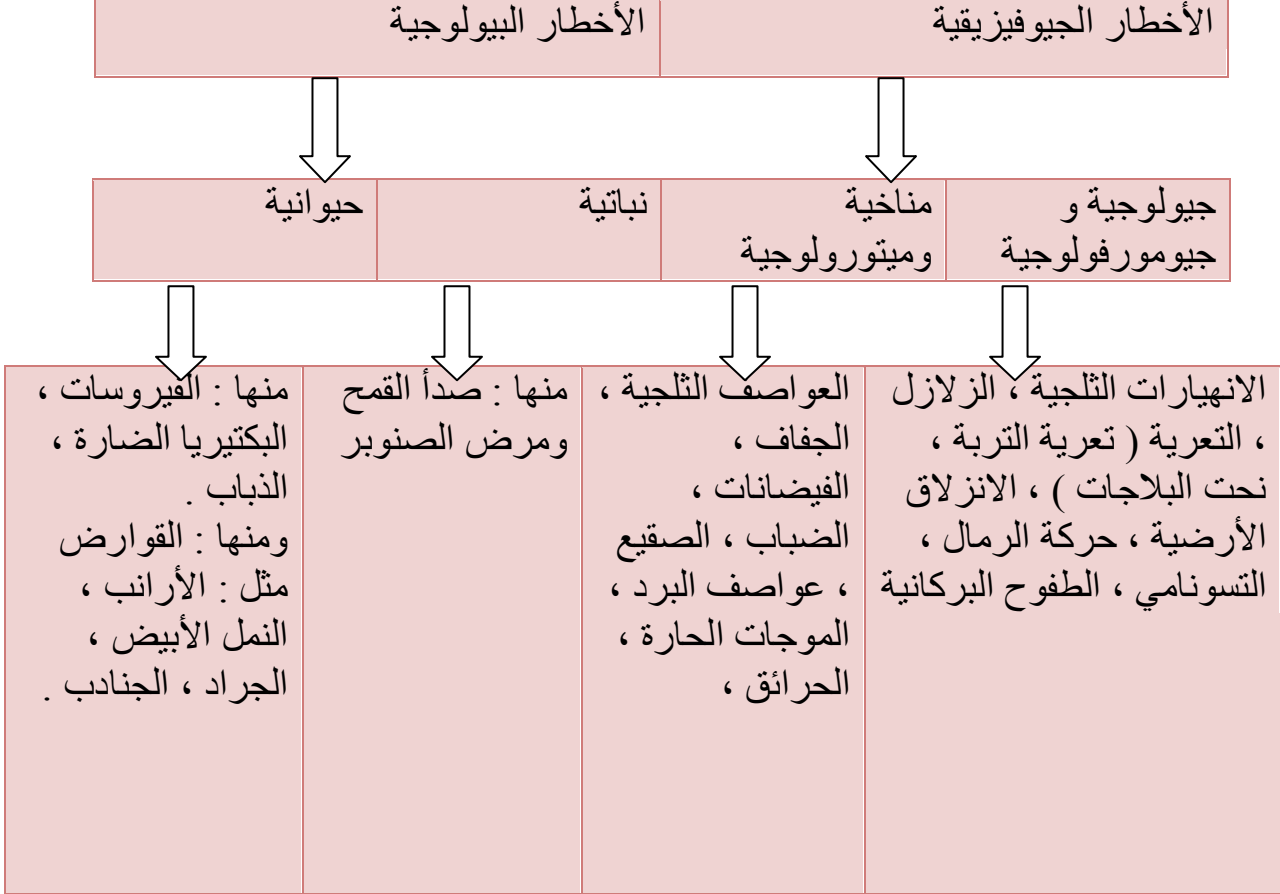 الأخطار الجيوفيزيقية
الأخطار البيولوجية
جيولوجية و
جيومورفولوجية
مناخية
وميتورولوجية
نباتية
حيوانية
الانهيارات الثلجية ، الزلازل
، التعرية ( تعرية التربة ،
نحت البلاجات ) ، الانزلاق
الأرضية ، حركة الرمال ،
التسونامي ، الطفوح البركانية
العواصف الثلجية ،
الجفاف ،
الفيضانات ،
الضباب ، الصقيع
، عواصف البرد ،
الموجات الحارة ،
الحرائق ،
منها : صدأ القمح
ومرض الصنوبر
منها : الفيروسات ،
البكتيريا الضارة ،
الذباب .
ومنها : القوارض
مثل : الأرانب ،
النمل الأبيض ،
الجراد ، الجنادب .